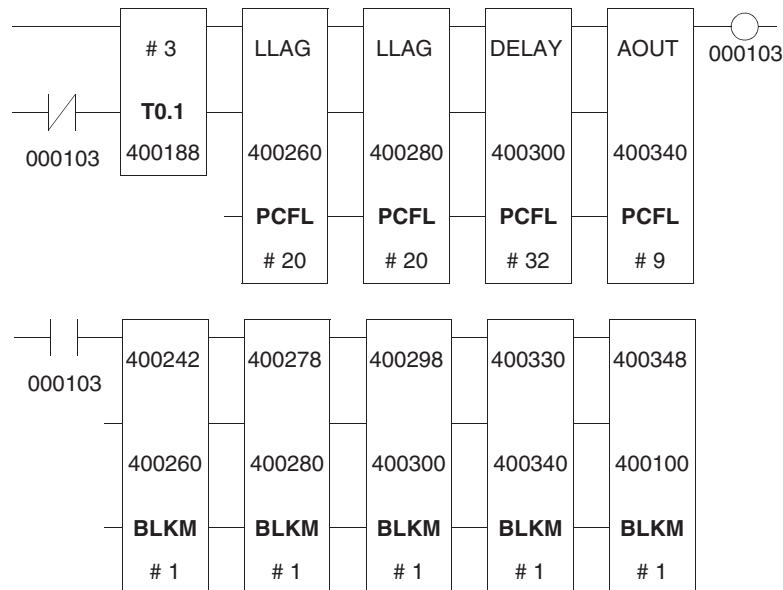 # 3 LLAG LLAG DELAY AOUT 000103
T0.1
000103 400188 400260 400280 400300 400340
PCFL PCFL PCFL PCFL
# 20 # 20 # 32 # 9
400242 400278 400298 400330 400348
000103
400260 400280 400300 400340 400100
BLKM BLKM BLKM BLKM BLKM
# 1 # 1 # 1 # 1 # 1